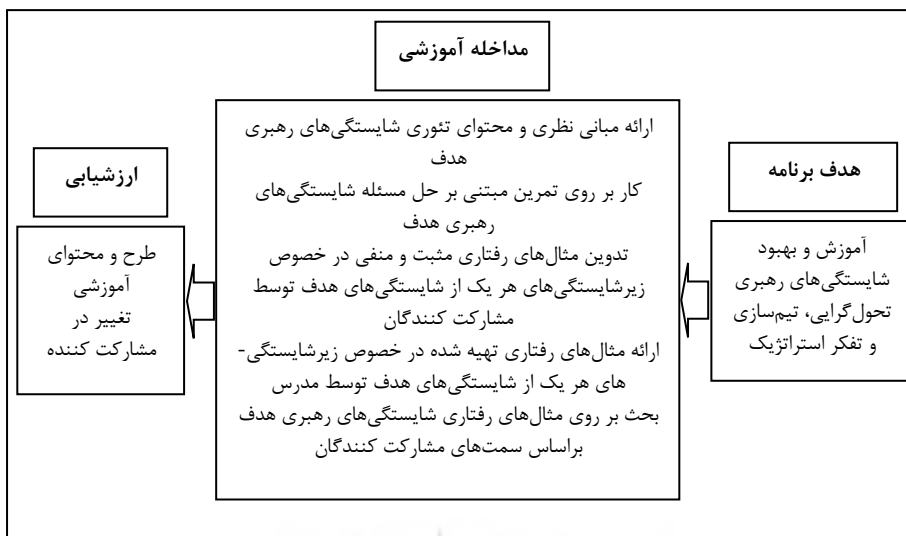 مداخله آموزشی
هدف برنامه
آموزش و بهبود
شایستگی‌های رهبری
تحول‌گرایی، تیم‌سازی
و تفکر استراتژیک
ارائه مبانی نظری و محتوای تئوری شایستگی‌های رهبری
هدف
کار بر روی تمرین مبتنی بر حل مسئله شایستگی‌های
رهبری هدف
تدوین مثال‌های رفتاری مثبت و منفی در خصوص
زیرشایستگی‌های هر یک از شایستگی‌های هدف توسط
مشارکت کنندگان
ارائه مثال‌های رفتاری تهیه شده در خصوص زیرشایستگی-
های هر یک از شایستگی‌های هدف توسط مدرس
بحث بر روی مثال‌های رفتاری شایستگی‌های رهبری هدف
براساس سمت‌های مشارکت کنندگان
ارزشیابی
طرح و محتوای
آموزشی
تغییر در
مشارکت کننده